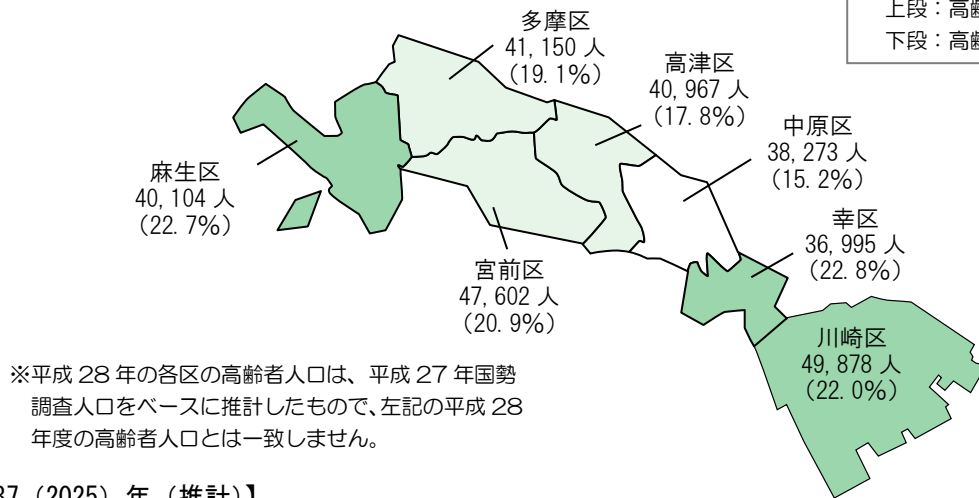 上段：高齢
下段：高齢
多摩区
41,150 人
（19.1%）
高津区
40,967 人
（17.8%）
中原区
38,273 人
（15.2%）
麻生区
40,104 人
（22.7%）
幸区
36,995 人
（22.8%）
宮前区
47,602 人
（20.9%）
川崎区
49,878 人
（22.0%）
※平成 28 年の各区の高齢者人口は、平成 27 年国勢
調査人口をベースに推計したもので、左記の平成 28
年度の高齢者人口とは一致しません。
37（2025）年（推計）】